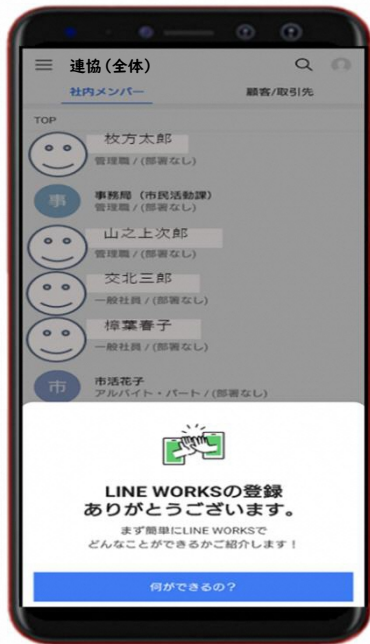 連協(全体)
社内メンバー
顧客/取引先
TOP
枚方太郎
管理職 / (部署なし)
事
事務局(市民活動課)
管理職 / (部署なし)
山之上次郎
管理職 / (部署なし)
交北三郎
一般社員 / (部署なし)
樟葉春子
一般社員 / (部署なし)
市
市活花子
アルバイト・パート / (部署なし)
LINE WORKSの登録
ありがとうございます。
まず簡単にLINE WORKSで
どんなことができるかご紹介します!
何ができるの?